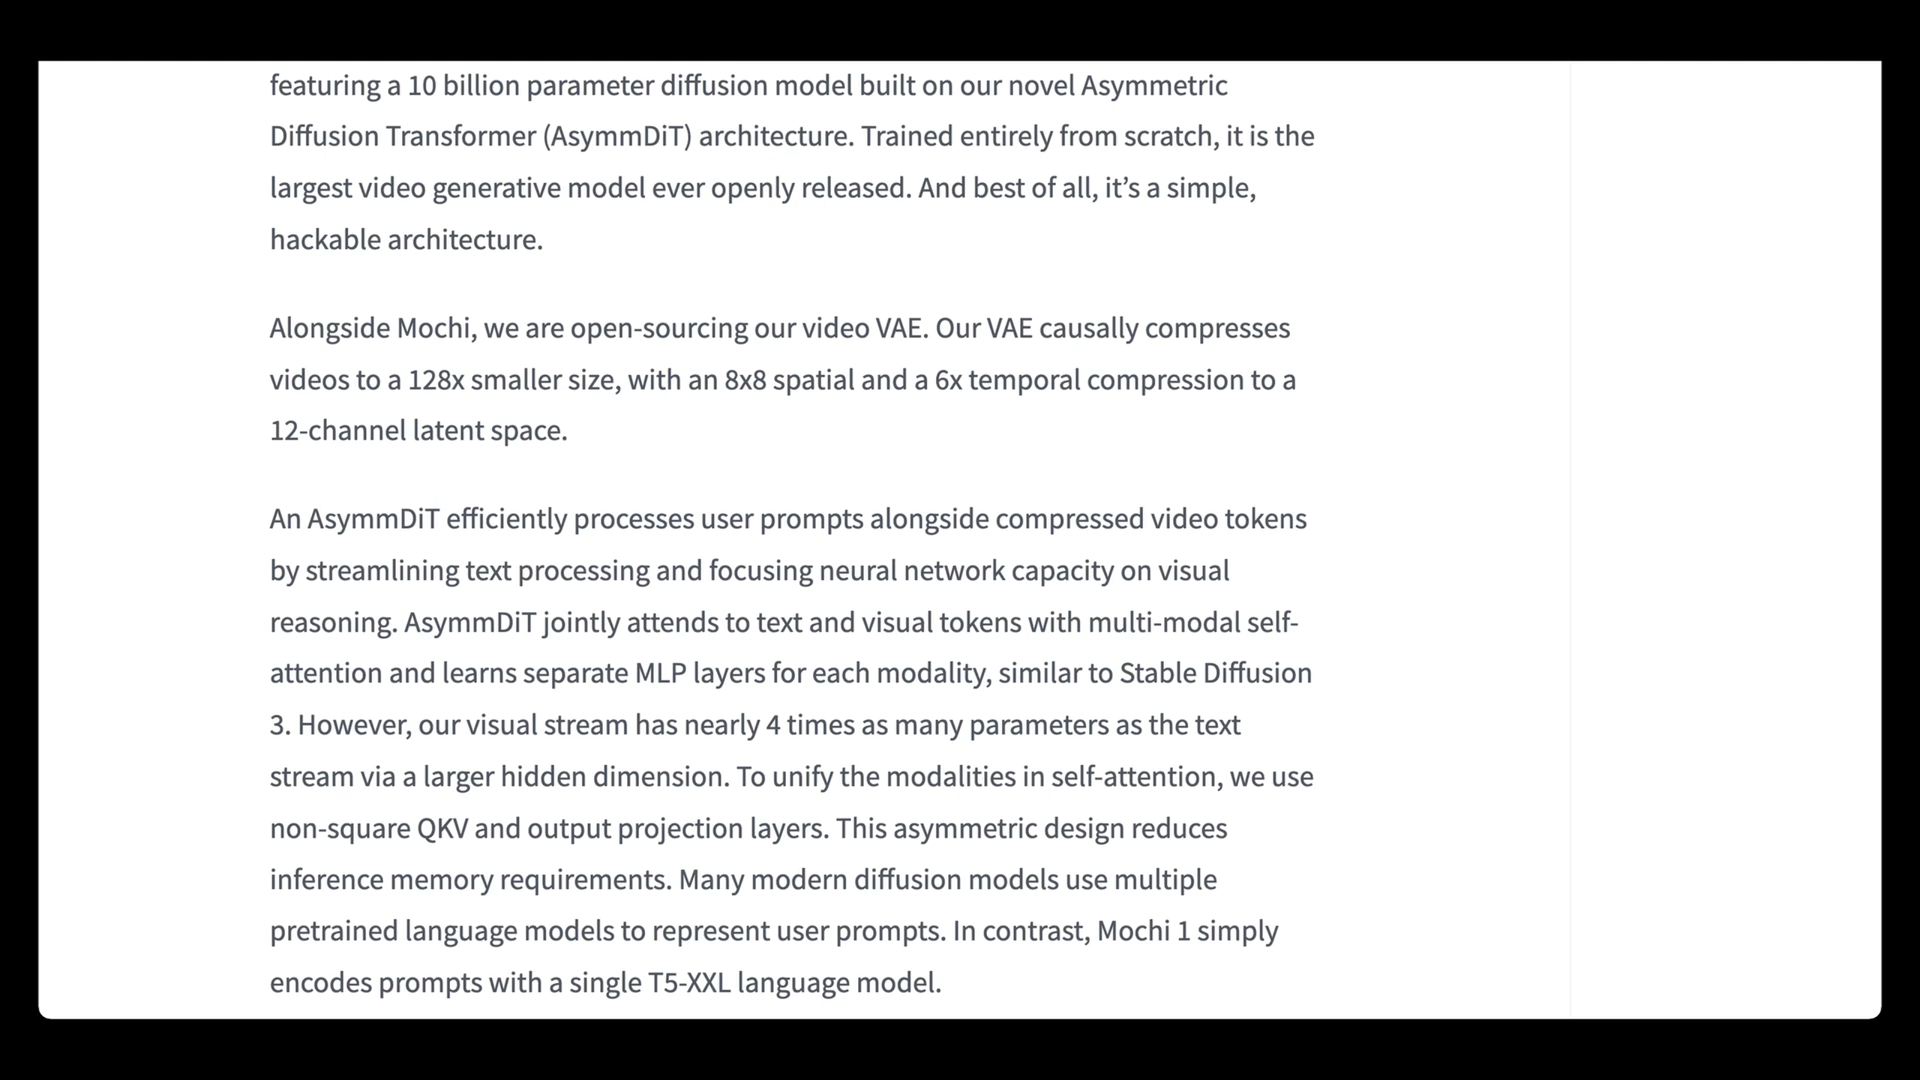 featuring a 10 billion parameter diffusion model built on our novel Asymmetric
Diffusion Transformer (AsymmDiT) architecture. Trained entirely from scratch, it is the
largest video generative model ever openly released. And best of all, it’s a simple,
hackable architecture.
Alongside Mochi, we are open-sourcing our video VAE. Our VAE causally compresses
videos to a 128x smaller size, with an 8x8 spatial and a 6x temporal compression to a
12-channel latent space.
An AsymmDiT efficiently processes user prompts alongside compressed video tokens
by streamlining text processing and focusing neural network capacity on visual
reasoning. AsymmDiT jointly attends to text and visual tokens with multi-modal self-
attention and learns separate MLP layers for each modality, similar to Stable Diffusion
3. However, our visual stream has nearly 4 times as many parameters as the text
stream via a larger hidden dimension. To unify the modalities in self-attention, we use
non-square QKV and output projection layers. This asymmetric design reduces
inference memory requirements. Many modern diffusion models use multiple
pretrained language models to represent user prompts. In contrast, Mochi 1 simply
encodes prompts with a single T5-XXL language model.